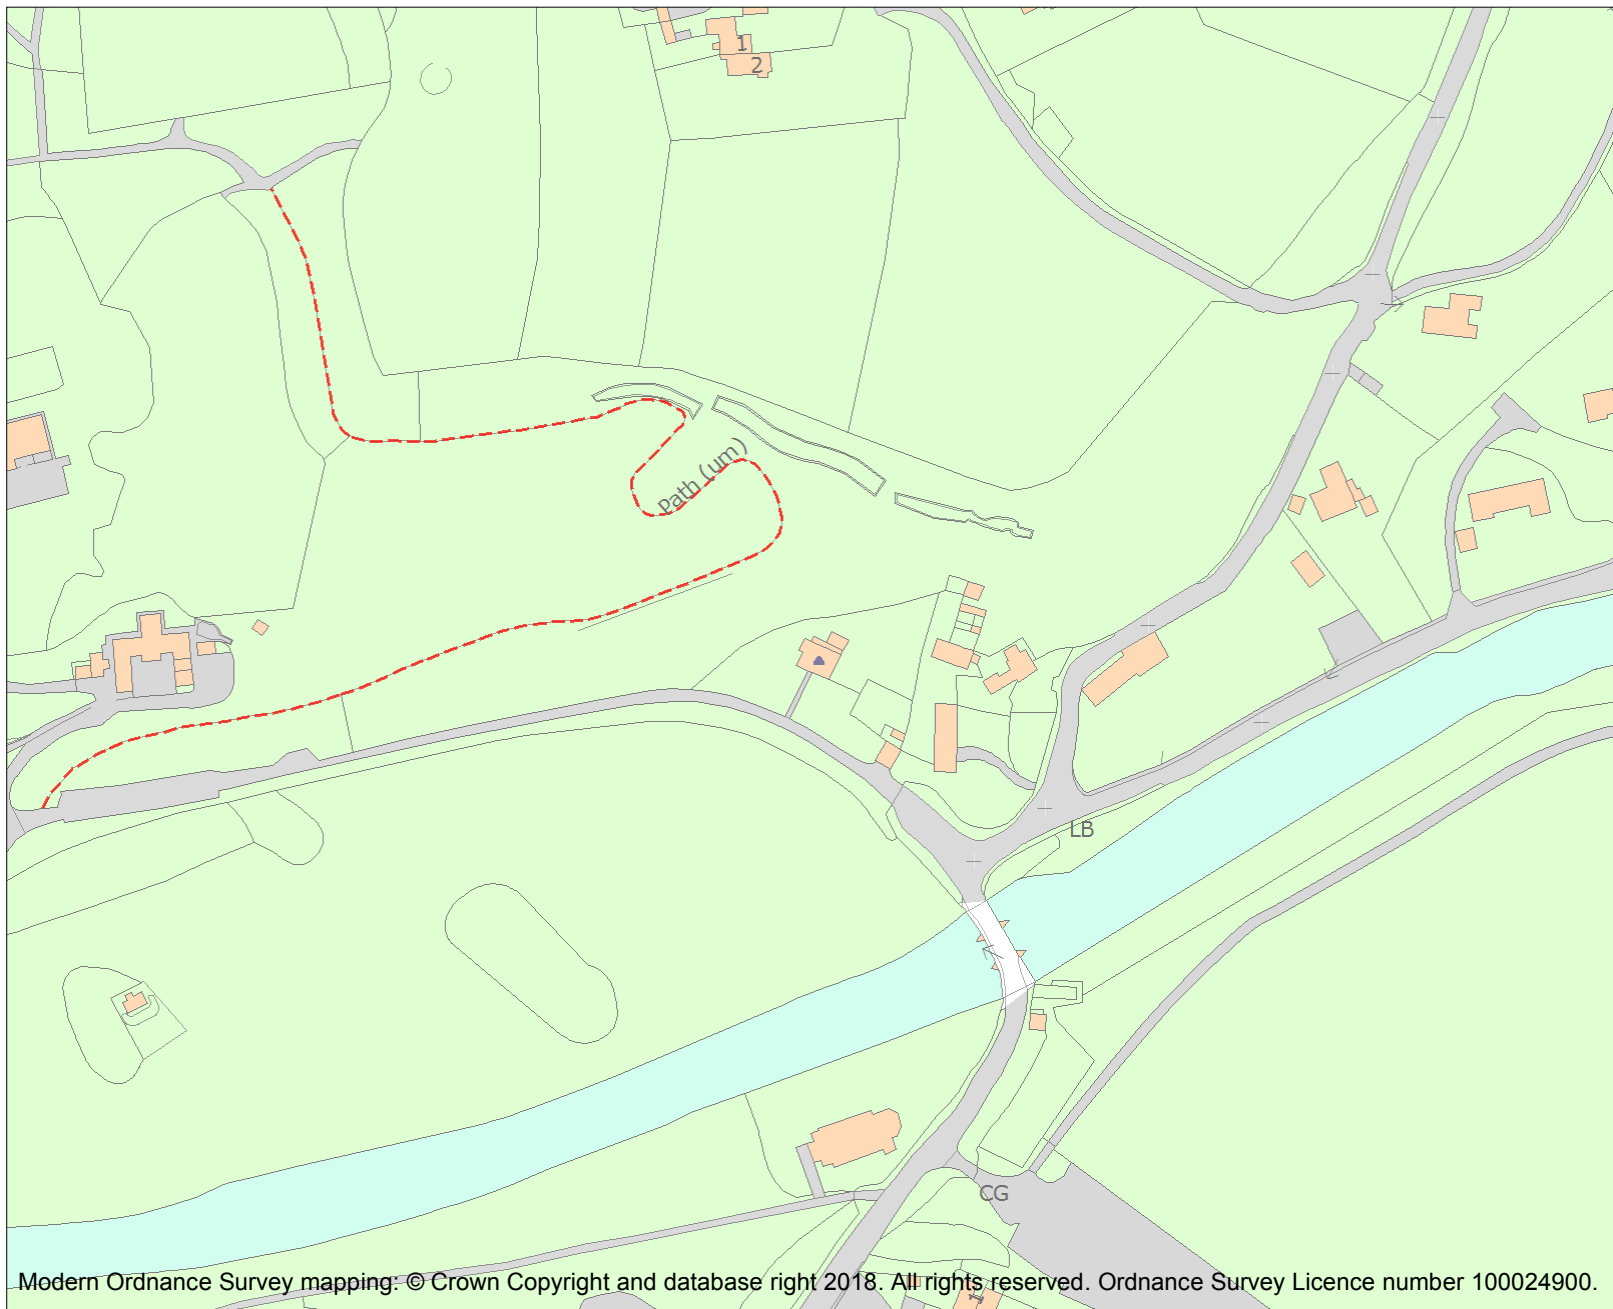 1
2
Path (um)
LB
CG
1
Modern Ordnance Survey mapping: © Crown Copyright and database right 2018. All rights reserved. Ordnance Survey Licence number 100024900.